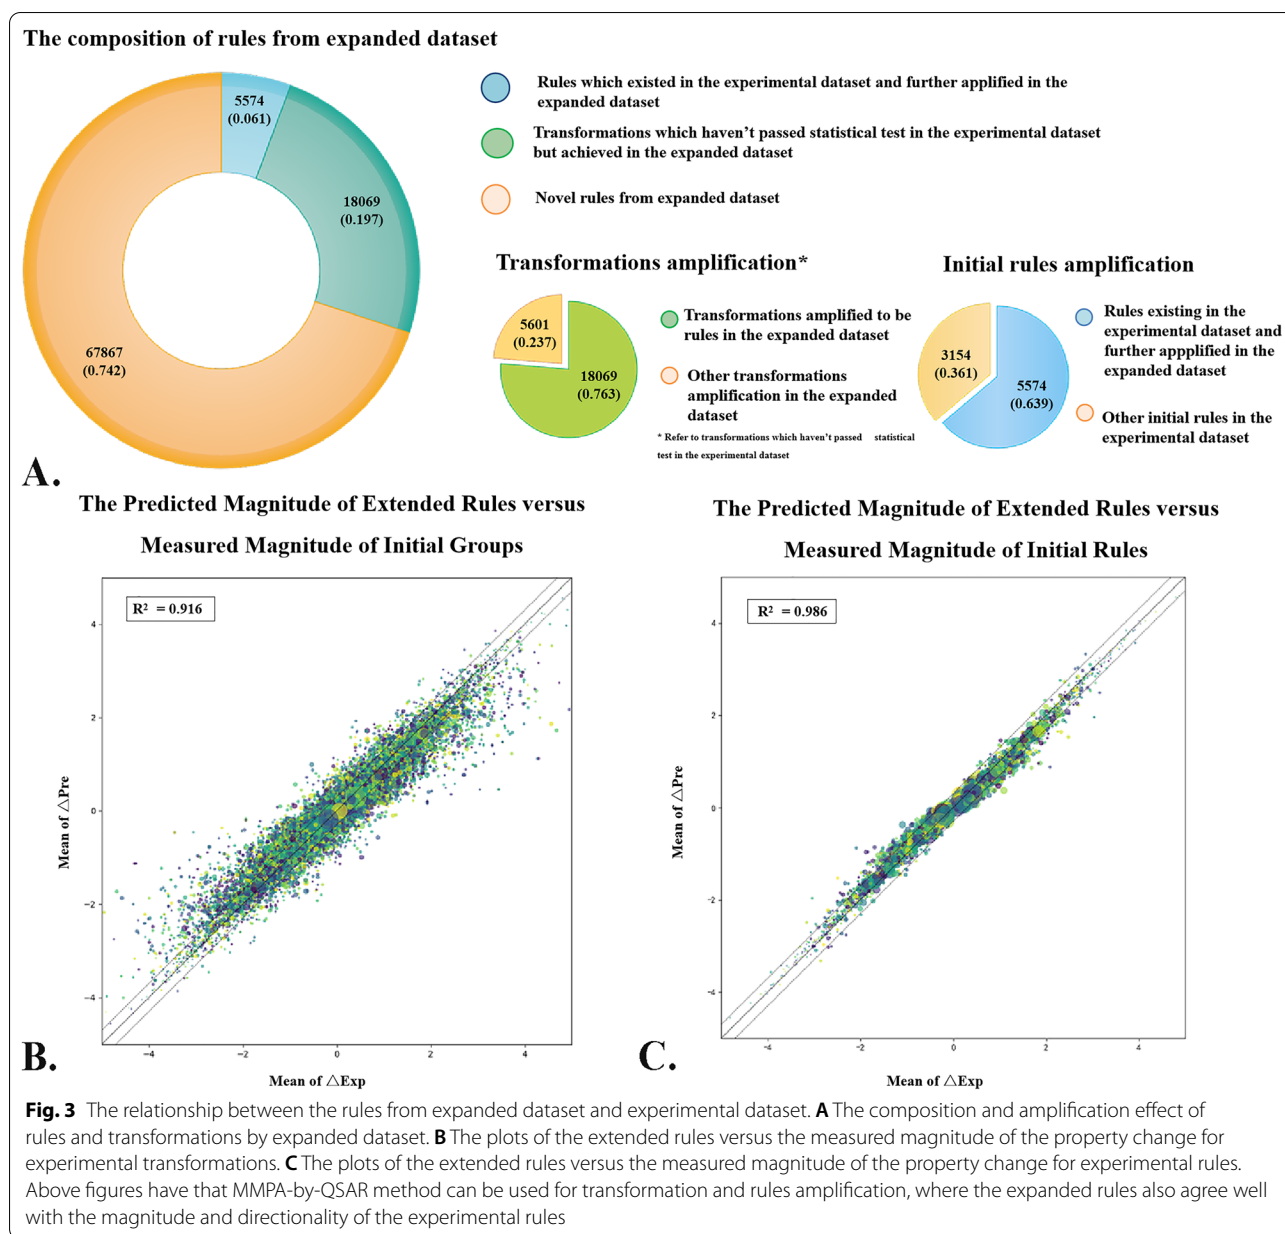 The composition of rules from expanded dataset
5574
(0.061)
18069
(0.197)
67867
(0.742)
Rules which existed in the experimental dataset and further applified in the
expanded dataset
Transformations which haven't passed statistical test in the experimental dataset
but achieved in the expanded dataset
Novel rules from expanded dataset
Transformations amplification*
5601
(0.237)
18069
(0.763)
Transformations amplified to be
rules in the expanded dataset
Other transformations
amplification in the expanded
dataset
* Refer to transformations which haven't passed statistical
test in the experimental dataset
Initial rules amplification
3154
(0.361)
5574
(0.639)
Rules existing in the
experimental dataset and
further appplified in the
expanded dataset
Other initial rules in the
experimental dataset
A.
The Predicted Magnitude of Extended Rules versus
Measured Magnitude of Initial Groups
R² = 0.916
4
2
0
−2
−4
−4
−2
0
2
4
Mean of △Pre
Mean of △Exp
B.
The Predicted Magnitude of Extended Rules versus
Measured Magnitude of Initial Rules
R² = 0.986
4
2
0
−2
−4
−4
−2
0
2
4
Mean of △Pre
Mean of △Exp
C.
Fig. 3 The relationship between the rules from expanded dataset and experimental dataset. A The composition and amplification effect of
rules and transformations by expanded dataset. B The plots of the extended rules versus the measured magnitude of the property change for
experimental transformations. C The plots of the extended rules versus the measured magnitude of the property change for experimental rules.
Above figures have that MMPA-by-QSAR method can be used for transformation and rules amplification, where the expanded rules also agree well
with the magnitude and directionality of the experimental rules